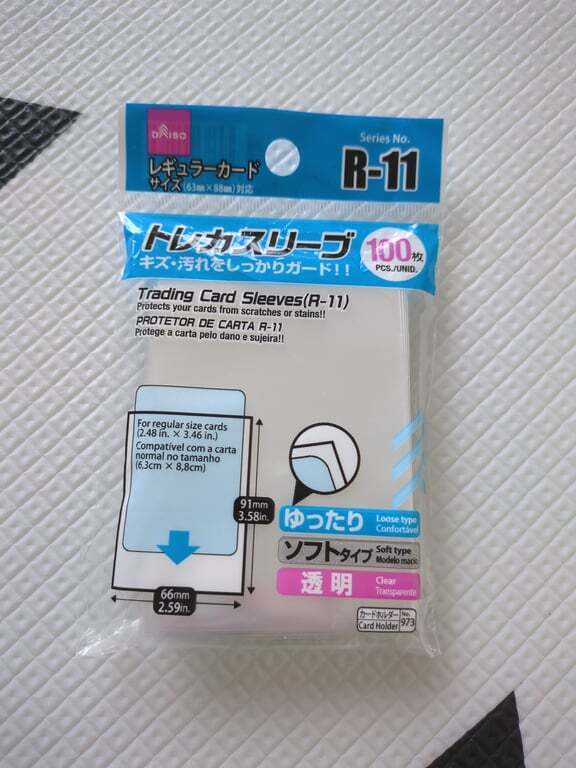 DAISO
Series No.
R-11
レギュラーカード
サイズ(63mm×88mm)対応
トレカスリーブ
キズ・汚れをしっかりガード!!
100枚
PCS./UNID.
Trading Card Sleeves(R-11)
Protects your cards from scratches or stains!!
PROTETOR DE CARTA R-11
Protege a carta pelo dano e sujeira!!
For regular size cards
(2.48 in. × 3.46 in.)
Compatível com a carta
normal no tamanho
(6,3cm × 8,8cm)
91mm
3.58in.
66mm
2.59in.
ゆったり
Loose type
Confortável
ソフトタイプ
Soft type
Modelo macio
透明
Clear
Transparente
カードホルダー
Card Holder
No.
973